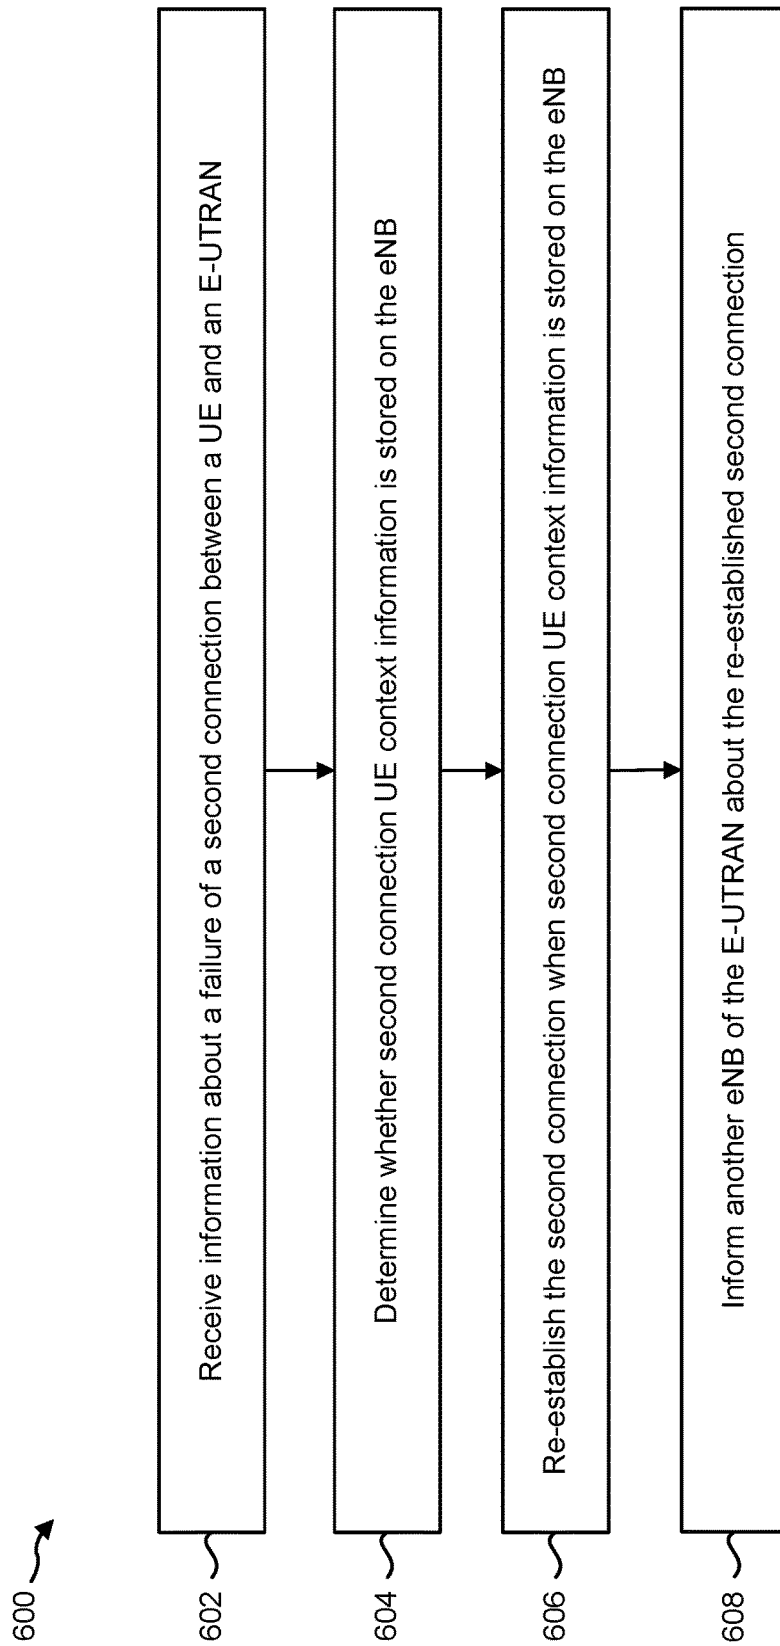 600
602
Receive information about a failure of a second connection between a UE and an E-UTRAN
604
Determine whether second connection UE context information is stored on the eNB
606
Re-establish the second connection when second connection UE context information is stored on the eNB
608
Inform another eNB of the E-UTRAN about the re-established second connection